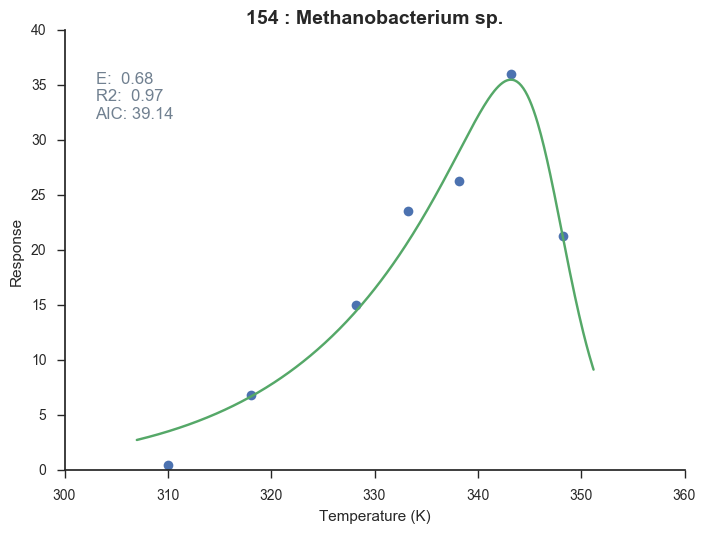 154 : Methanobacterium sp.
E: 0.68
R2: 0.97
AIC: 39.14
Response
40
35
30
25
20
15
10
5
0
300 310 320 330 340 350 360
Temperature (K)